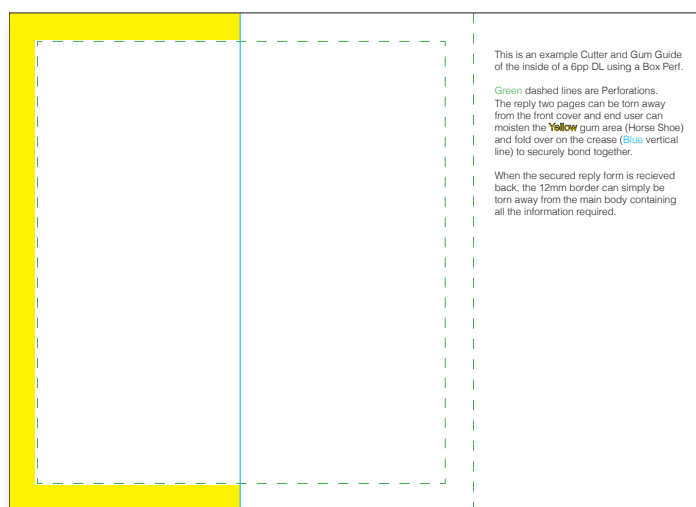 This is an example Cutter and Gum Guide
of the inside of a 6pp DL using a Box Perf.
Green dashed lines are Perforations.
The reply two pages can be torn away
from the front cover and end user can
moisten the Yellow gum area (Horse Shoe)
and fold over on the crease (Blue vertical
line) to securely bond together.
When the secured reply form is recieved
back, the 12mm border can simply be
torn away from the main body containing
all the information required.